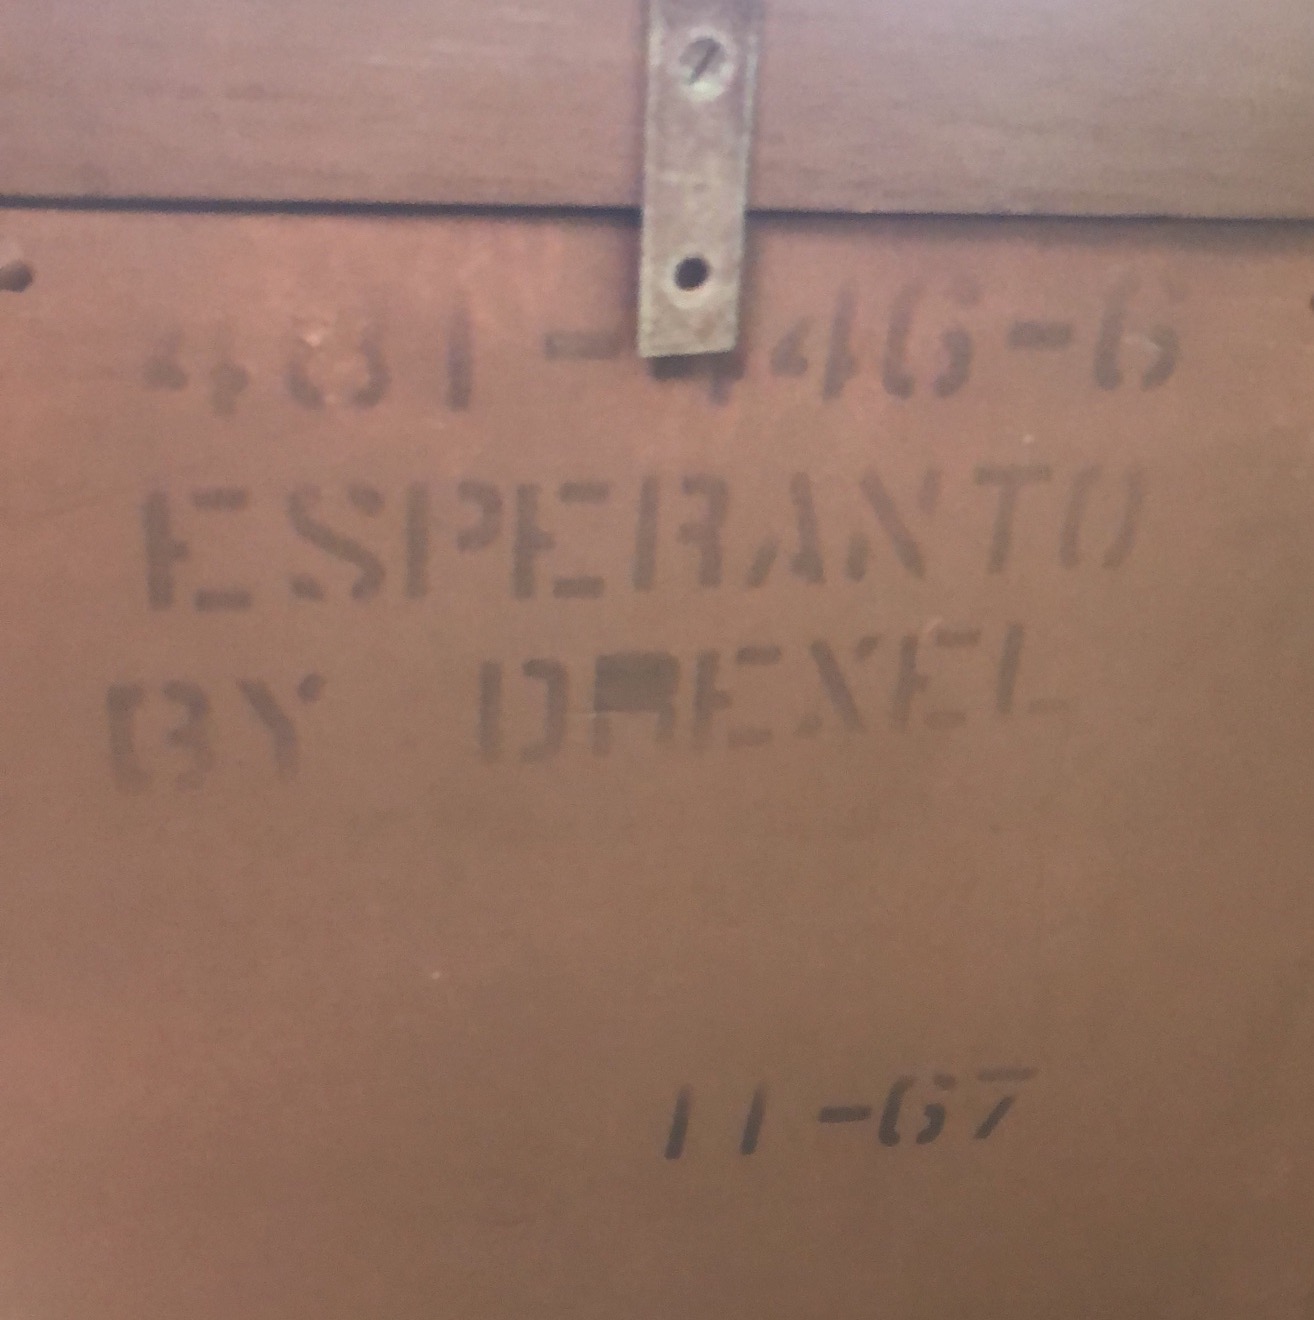 481-446-6
ESPERANTO
BY DREXEL
11-67